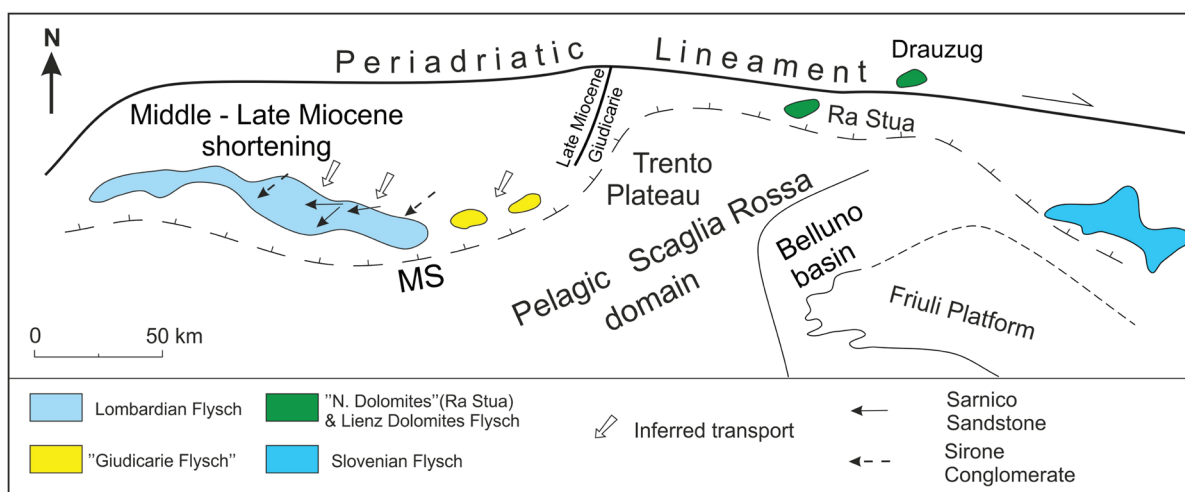 N
Periadriatic Lineament
Drauzug
Middle - Late Miocene
shortening
Late Miocene
Giudicarie
Ra Stua
Trento
Plateau
Pelagic Scaglia Rossa
domain
Belluno
basin
MS
Friuli Platform
0 50 km
Lombardian Flysch
"N. Dolomites"(Ra Stua)
& Lienz Dolomites Flysch
Inferred transport
Sarnico
Sandstone
"Giudicarie Flysch"
Slovenian Flysch
Sirone
Conglomerate